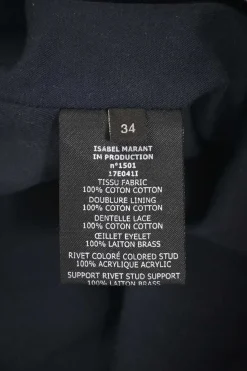 34
ISABEL MARANT
IM PRODUCTION
n°1501
17E041I
TISSU FABRIC
100% COTON COTTON
DOUBLURE LINING
100% COTON COTTON
DENTELLE LACE
100% COTON COTTON
ŒILLET EYELET
100% LAITON BRASS
RIVET COLORÉ COLORED STUD
100% ACRYLIQUE ACRYLIC
SUPPORT RIVET STUD SUPPORT
100% LAITON BRASS